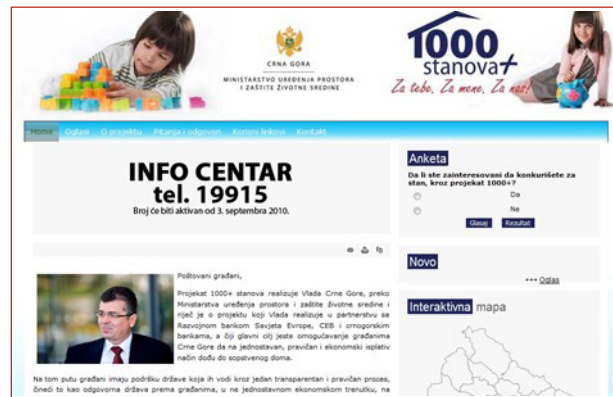 CRNA GORA
MINISTARSTVO UREĐENJA PROSTORA
I ZAŠTITE ŽIVOTNE SREDINE
1000
stanova+
Za tebe, Za mene, Za nas!
Home Oglasi O projektu Pitanja i odgovori Korisni linkovi Kontakt
INFO CENTAR
tel. 19915
Broj će biti aktivan od 3. septembra 2010.
Poštovani građani,
Projekat 1000+ stanova realizuje Vlada Crne Gore, preko
Ministarstva uređenja prostora i zaštite životne sredine i
riječ je o projektu koji Vlada realizuje u partnerstvu sa
Razvojnom bankom Savjeta Evrope, CEB i crnogorskim
bankama, a čiji glavni cilj jeste omogućavanje građanima
Crne Gore da na jednostavan, pravičan i ekonomski isplativ
način dođu do sopstvenog doma.
Na tom putu građani imaju podršku države koja ih vodi kroz jedan transparentan i pravičan proces,
čineći to kao odgovorna država prema građanima, u ne jednostavnom ekonomskom trenutku, na
Anketa
Da li ste zainteresovani da konkurišete za
stan, kroz projekat 1000+?
Da
Ne
Glasaj Rezultat
Novo
+++ Oglas
Interaktivna mapa